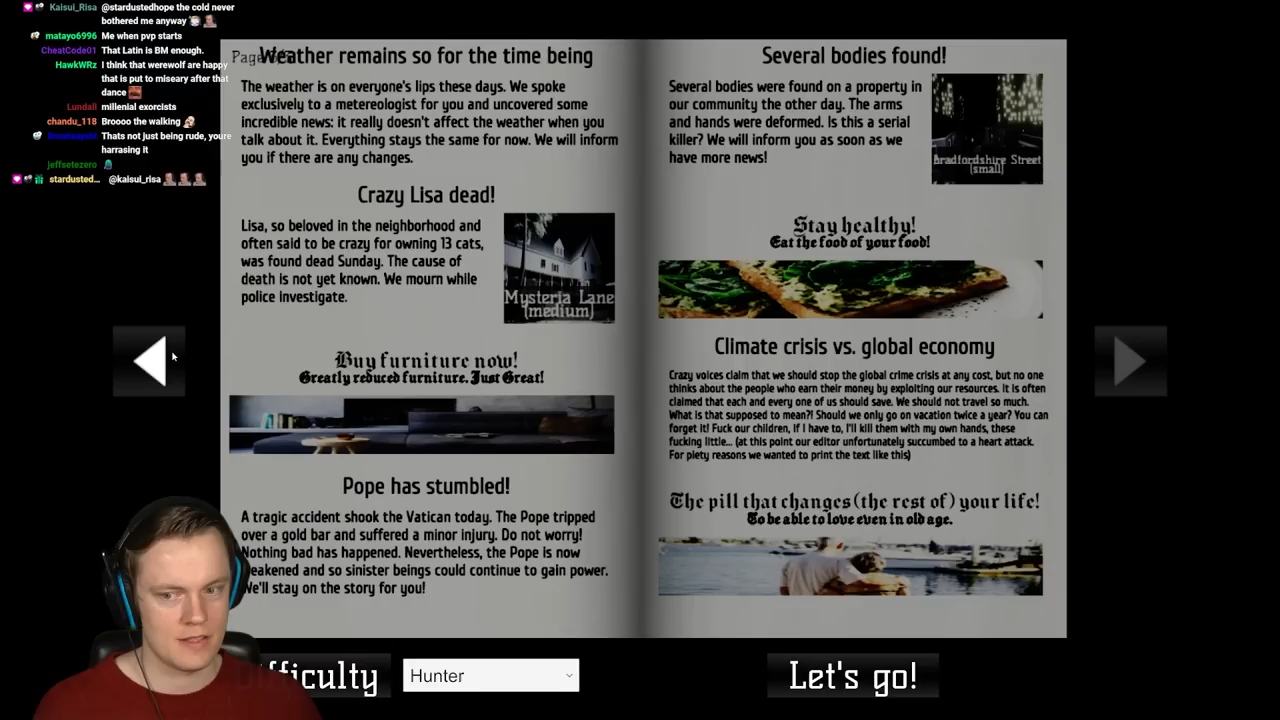 Kaisui_Risa @stardustedhope the cold never
bothered me anyway
matayo6996 Me when pvp starts
CheatCode01 That Latin is BM enough.
HawkWRz I think that werewolf are happy
that is put to miseary after that
dance
Lundali millenial exorcists
chandu_118 Broooo the walking
Thats not just being rude, youre
harrasing it
jeffsetezero
stardusted... @kaisui_risa
Page
Weather remains so for the time being
The weather is on everyone's lips these days. We spoke
exclusively to a metereologist for you and uncovered some
incredible news: it really doesn't affect the weather when you
talk about it. Everything stays the same for now. We will inform
you if there are any changes.
Crazy Lisa dead!
Lisa, so beloved in the neighborhood and
often said to be crazy for owning 13 cats,
was found dead Sunday. The cause of
death is not yet known. We mourn while
police investigate.
Mysteria Lane
(medium)
Buy furniture now!
Greatly reduced furniture. Just Great!
Pope has stumbled!
A tragic accident shook the Vatican today. The Pope tripped
over a gold bar and suffered a minor injury. Do not worry!
Nothing bad has happened. Nevertheless, the Pope is now
eakened and so sinister beings could continue to gain power.
We'll stay on the story for you!
Several bodies found!
Several bodies were found on a property in
our community the other day. The arms
and hands were deformed. Is this a serial
killer? We will inform you as soon as we
have more news!
Bradfordshire Street
(small)
Stay healthy!
Eat the food of your food!
Climate crisis vs. global economy
Crazy voices claim that we should stop the global crime crisis at any cost, but no one
thinks about the people who earn their money by exploiting our resources. It is often
claimed that each and every one of us should save. We should not travel so much.
What is that supposed to mean?! Should we only go on vacation twice a year? You can
forget it! Fuck our children, if I have to, I'll kill them with my own hands, these
fucking little... (at this point our editor unfortunately succumbed to a heart attack.
For piety reasons we wanted to print the text like this)
The pill that changes (the rest of) your life!
To be able to love even in old age.
Difficulty
Hunter
Let's go!